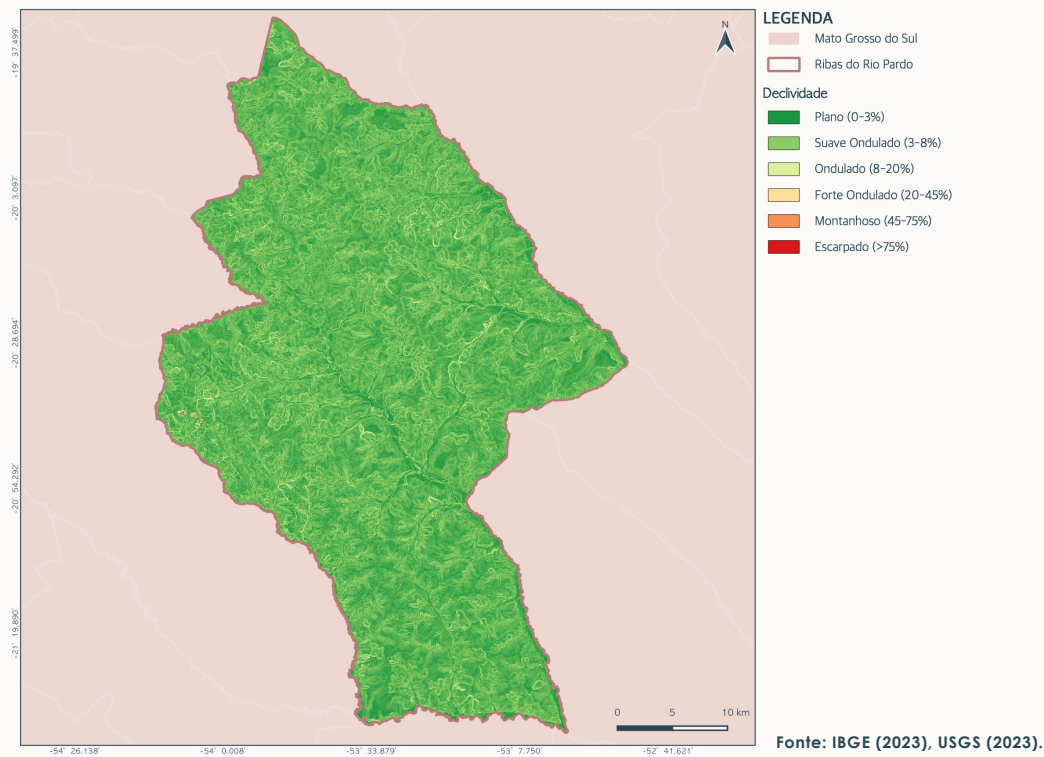 LEGENDA
Mato Grosso do Sul
Ribas do Rio Pardo
Declividade
Plano (0-3%)
Suave Ondulado (3-8%)
Ondulado (8-20%)
Forte Ondulado (20-45%)
Montanhoso (45-75%)
Escarpado (>75%)
N
-19° 37.499'
-20° 3.097'
-20° 28.694'
-20° 54.292'
-21° 19.890'
0 5 10 km
-54° 26.138' -54° 0.008' -53° 33.879' -53° 7.750' -52° 41.621'
Fonte: IBGE (2023), USGS (2023).